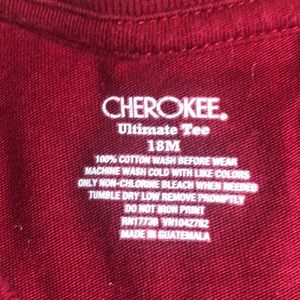 CHEROKEE®
Ultimate Tee
18M
100% COTTON WASH BEFORE WEAR
MACHINE WASH COLD WITH LIKE COLORS
ONLY NON-CHLORINE BLEACH WHEN NEEDED
TUMBLE DRY LOW REMOVE PROMPTLY
DO NOT IRON PRINT
RN17730 VN1042762
MADE IN GUATEMALA